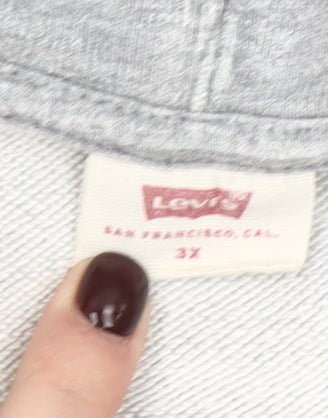 Levi's
SAN FRANCISCO, CAL.
3X